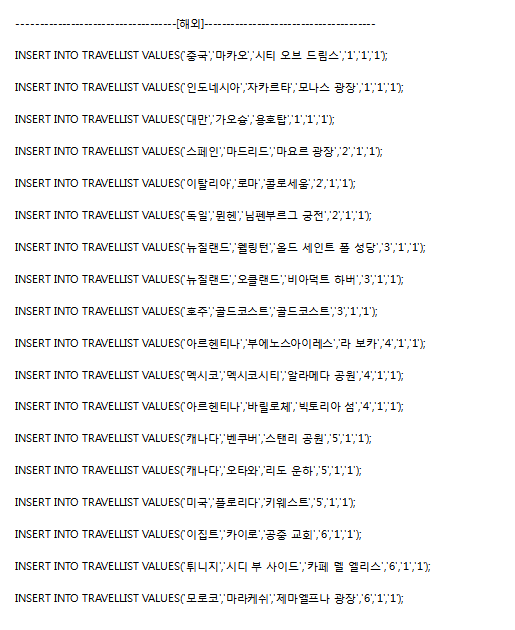 ------------------------------------[해외]--------------------------------------
INSERT INTO TRAVELLIST VALUES('중국','마카오','시티 오브 드림스','1','1','1');
INSERT INTO TRAVELLIST VALUES('인도네시아','자카르타','모나스 광장','1','1','1');
INSERT INTO TRAVELLIST VALUES('대만','가오슝','용호탑','1','1','1');
INSERT INTO TRAVELLIST VALUES('스페인','마드리드','마요르 광장','2','1','1');
INSERT INTO TRAVELLIST VALUES('이탈리아','로마','콜로세움','2','1','1');
INSERT INTO TRAVELLIST VALUES('독일','뮌헨','님펜부르그 궁전','2','1','1');
INSERT INTO TRAVELLIST VALUES('뉴질랜드','웰링턴','올드 세인트 폴 성당','3','1','1');
INSERT INTO TRAVELLIST VALUES('뉴질랜드','오클랜드','비아덕트 하버','3','1','1');
INSERT INTO TRAVELLIST VALUES('호주','골드코스트','골드코스트','3','1','1');
INSERT INTO TRAVELLIST VALUES('아르헨티나','부에노스아이레스','라 보카','4','1','1');
INSERT INTO TRAVELLIST VALUES('멕시코','멕시코시티','알라메다 공원','4','1','1');
INSERT INTO TRAVELLIST VALUES('아르헨티나','바릴로체','빅토리아 섬','4','1','1');
INSERT INTO TRAVELLIST VALUES('캐나다','벤쿠버','스탠리 공원','5','1','1');
INSERT INTO TRAVELLIST VALUES('캐나다','오타와','리도 운하','5','1','1');
INSERT INTO TRAVELLIST VALUES('미국','플로리다','키웨스트','5','1','1');
INSERT INTO TRAVELLIST VALUES('이집트','카이로','공중 교회','6','1','1');
INSERT INTO TRAVELLIST VALUES('튀니지','시디 부 사이드','카페 델 엘리스','6','1','1');
INSERT INTO TRAVELLIST VALUES('모로코','마라케쉬','제마엘프나 광장','6','1','1');